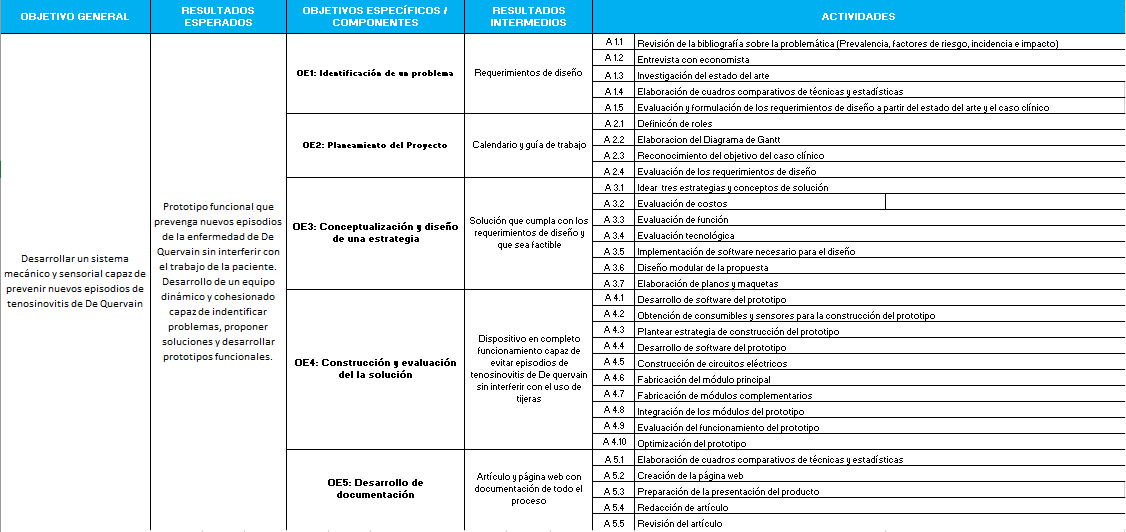 OBJETIVO GENERAL
RESULTADOS
ESPERADOS
OBJETIVOS ESPECÍFICOS /
COMPONENTES
RESULTADOS
INTERMEDIOS
ACTIVIDADES
Desarrollar un sistema
mecánico y sensorial capaz de
prevenir nuevos episodios de
tenosinovitis de De Quervain
Prototipo funcional que
prevenga nuevos episodios
de la enfermedad de De
Quervain sin interferir con
el trabajo de la paciente.
Desarrollo de un equipo
dinámico y cohesionado
capaz de indentificar
problemas, proponer
soluciones y desarrollar
prototipos funcionales.
OE1: Identificación de un problema
Requerimientos de diseño
A 1.1 Revisión de la bibliografía sobre la problemática (Prevalencia, factores de riesgo, incidencia e impacto)
A 1.2 Entrevista con economista
A 1.3 Investigación del estado del arte
A 1.4 Elaboración de cuadros comparativos de técnicas y estadísticas
A 1.5 Evaluación y formulación de los requerimientos de diseño a partir del estado del arte y el caso clínico
OE2: Planeamiento del Proyecto
Calendario y guía de trabajo
A 2.1 Definicón de roles
A 2.2 Elaboracion del Diagrama de Gantt
A 2.3 Reconocimiento del objetivo del caso clínico
A 2.4 Evaluación de los requerimientos de diseño
OE3: Conceptualización y diseño
de una estrategia
Solución que cumpla con los
requerimientos de diseño y
que sea factible
A 3.1 Idear tres estrategias y conceptos de solución
A 3.2 Evaluación de costos
A 3.3 Evaluación de función
A 3.4 Evaluación tecnológica
A 3.5 Implementación de software necesario para el diseño
A 3.6 Diseño modular de la propuesta
A 3.7 Elaboración de planos y maquetas
OE4: Construcción y evaluación
del la solución
Dispositivo en completo
funcionamiento capaz de
evitar episodios de
tenosinovitis de De quervain
sin interferir con el uso de
tijeras
A 4.1 Desarrollo de software del prototipo
A 4.2 Obtención de consumibles y sensores para la construcción del prototipo
A 4.3 Plantear estrategia de construcción del prototipo
A 4.4 Desarrollo de software del prototipo
A 4.5 Construcción de circuitos eléctricos
A 4.6 Fabricación del módulo principal
A 4.7 Fabricación de módulos complementarios
A 4.8 Integración de los módulos del prototipo
A 4.9 Evaluación del funcionamiento del prototipo
A 4.10 Optimización del prototipo
OE5: Desarrollo de
documentación
Artículo y página web con
documentación de todo el
proceso
A 5.1 Elaboración de cuadros comparativos de técnicas y estadísticas
A 5.2 Creación de la página web
A 5.3 Preparación de la presentación del producto
A 5.4 Redacción de artículo
A 5.5 Revisión del artículo